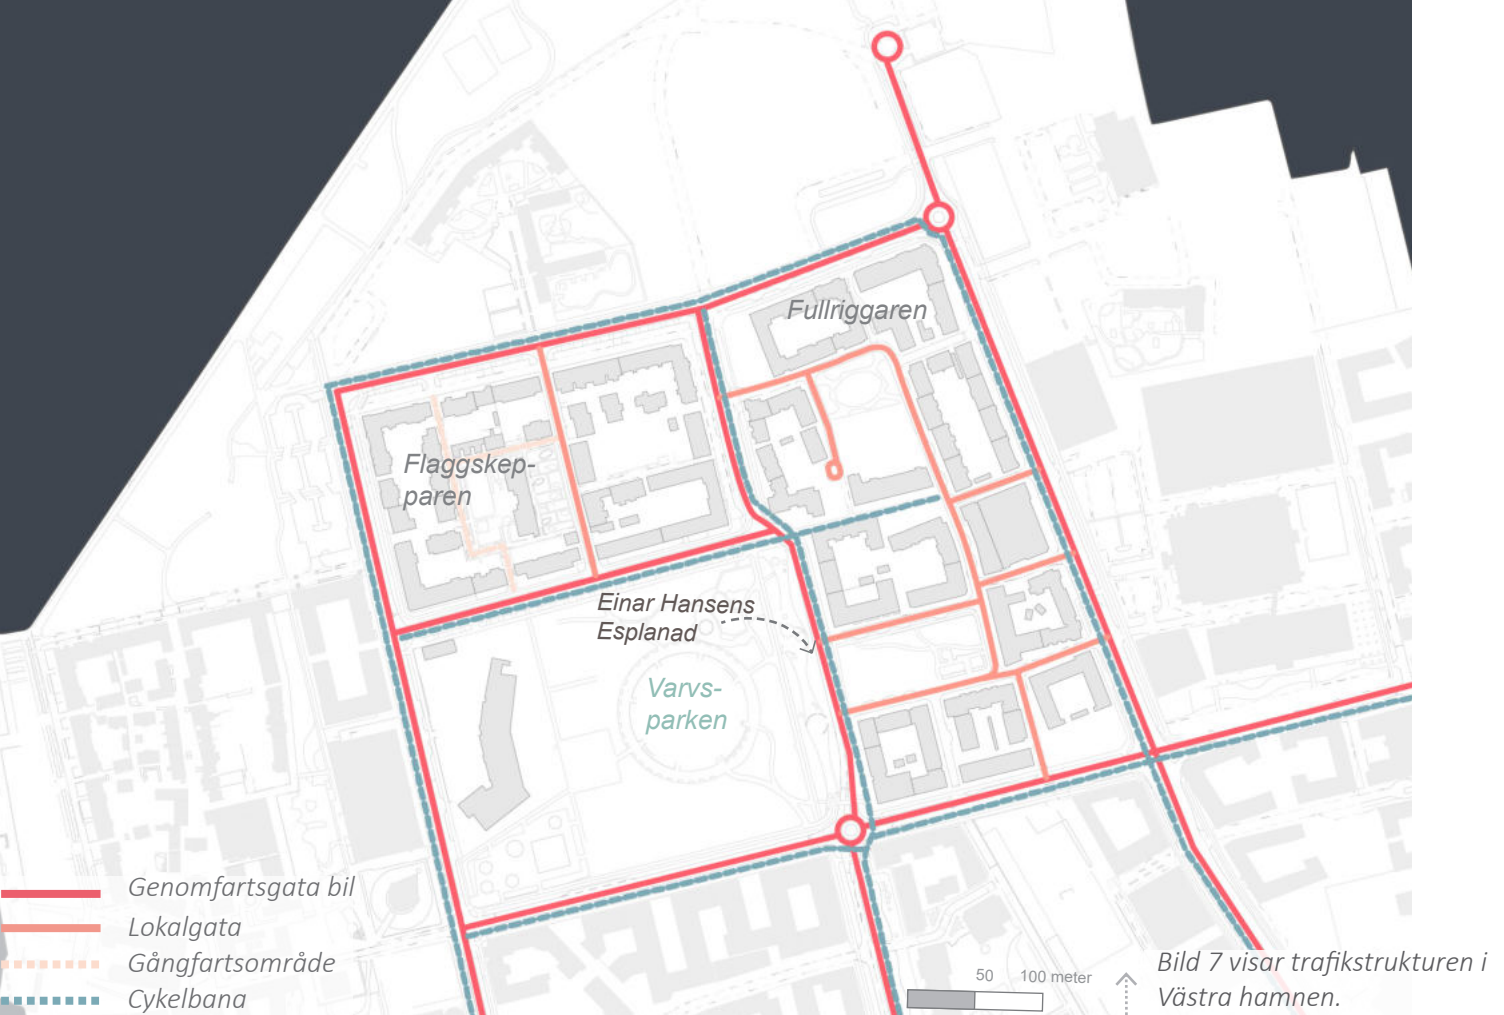 Fullriggaren
Flaggskep-
paren
Einar Hansens
Esplanad
Varvs-
parken
Genomfartsgata bil
Lokalgata
Gångfartsområde
Cykelbana
50 100 meter
Bild 7 visar trafikstrukturen i
Västra hamnen.